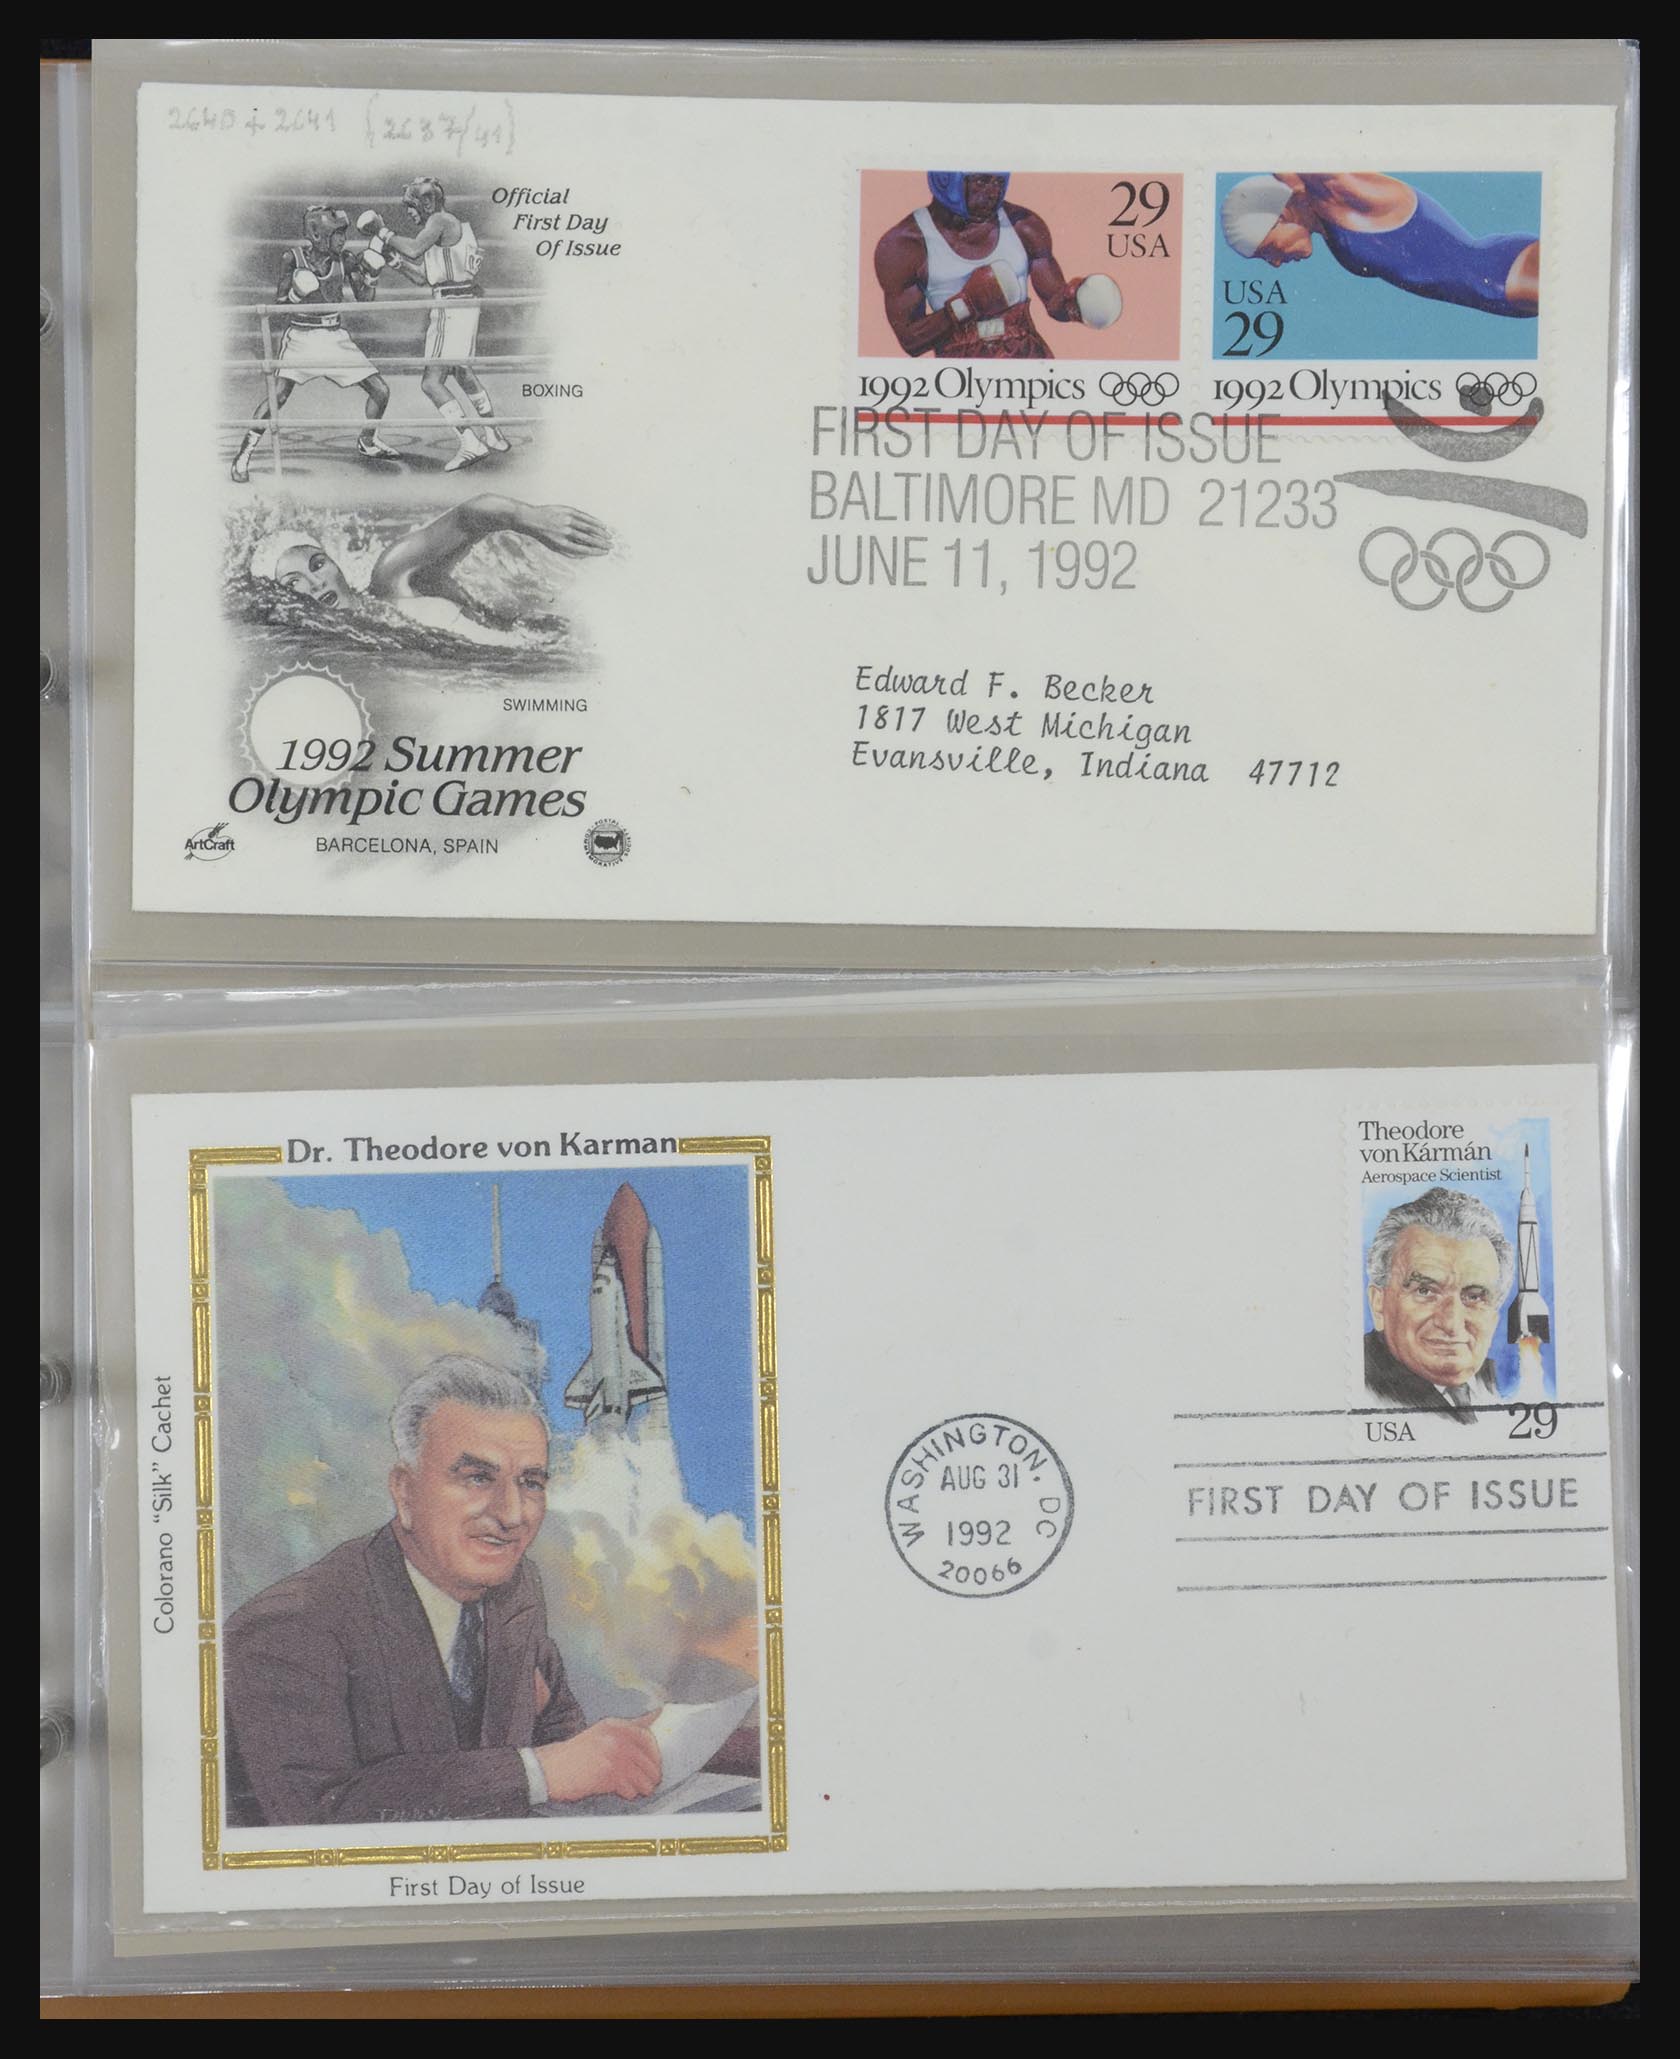 2640 + 2641 (2637/41)
Official
First Day
Of Issue
BOXING
SWIMMING
1992 Summer
Olympic Games
BARCELONA, SPAIN
ArtCraft
POSTAL
COMMEMORATIVE SOCIETY
29
USA
1992 Olympics
USA
29
1992 Olympics
FIRST DAY OF ISSUE
BALTIMORE MD 21233
JUNE 11, 1992
Edward F. Becker
1817 West Michigan
Evansville, Indiana 47712
Dr. Theodore von Karman
Colorano "Silk" Cachet
First Day of Issue
Theodore
von Kármán
Aerospace Scientist
USA 29
WASHINGTON, DC
AUG 31
1992
20066
FIRST DAY OF ISSUE